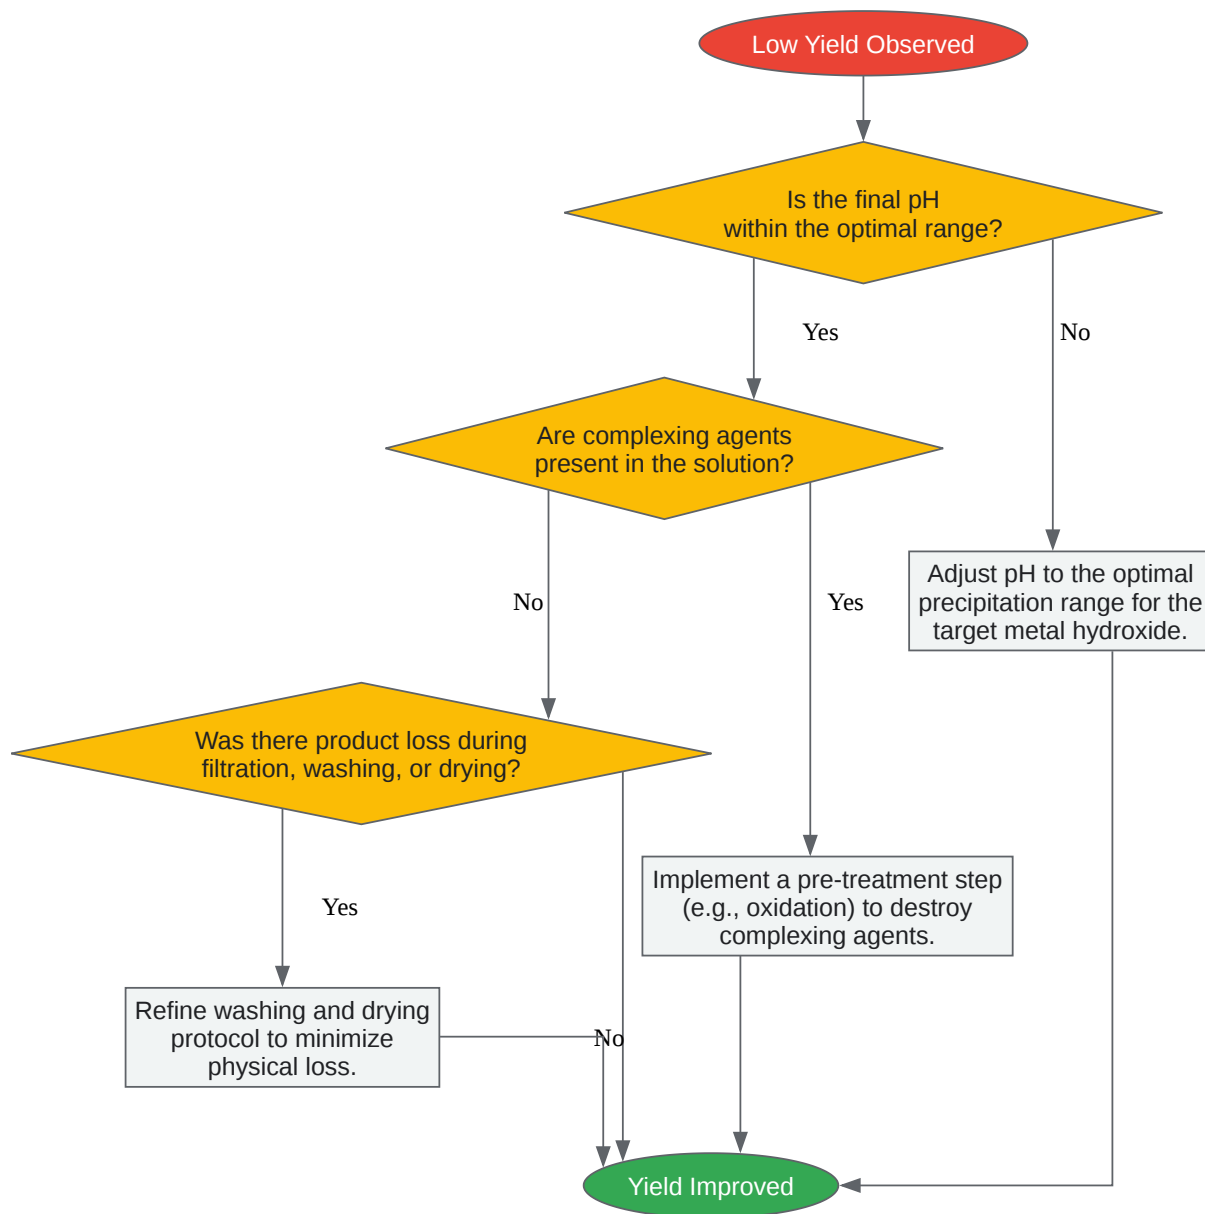 Low Yield Observed
Is the final pH
within the optimal range?
Yes
No
Are complexing agents
present in the solution?
No
Yes
Adjust pH to the optimal
precipitation range for the
target metal hydroxide.
Was there product loss during
filtration, washing, or drying?
Yes
Implement a pre-treatment step
(e.g., oxidation) to destroy
complexing agents.
Refine washing and drying
protocol to minimize
physical loss.
No
Yield Improved